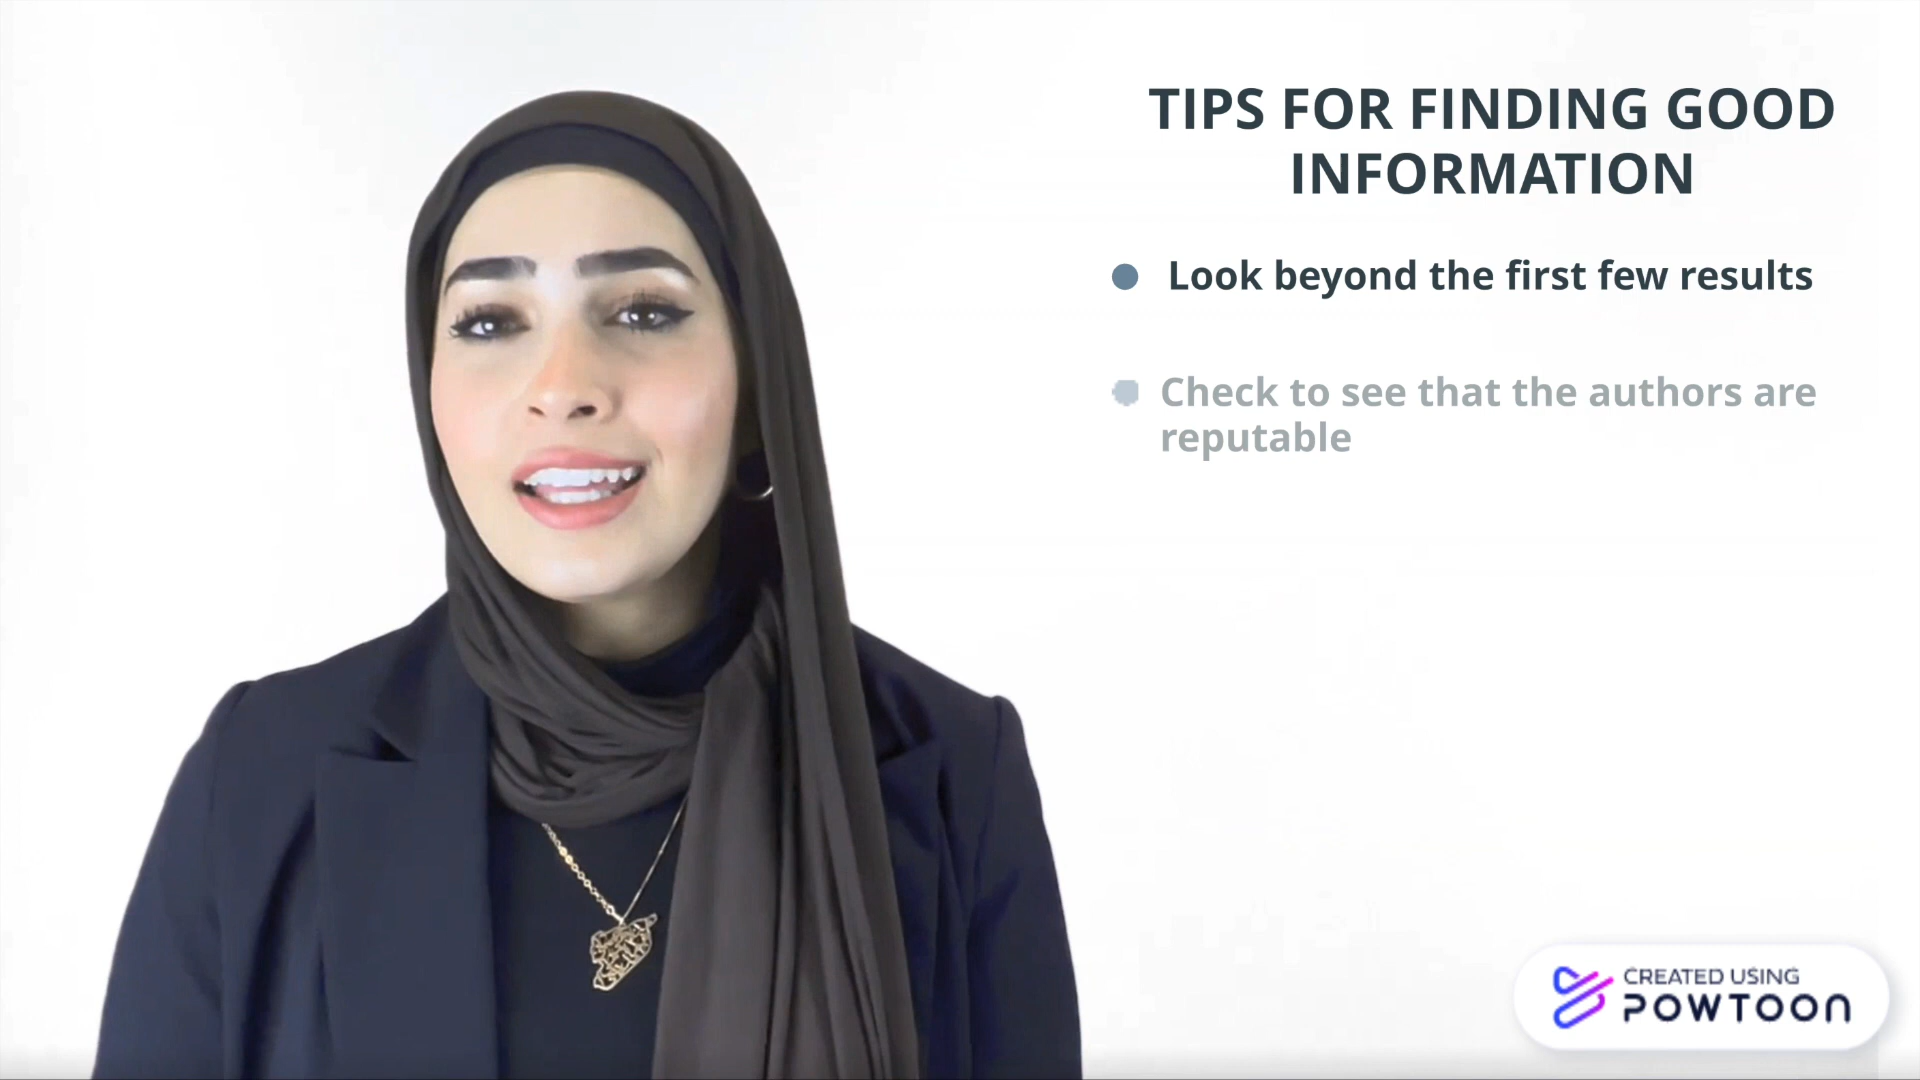 TIPS FOR FINDING GOOD
INFORMATION
Look beyond the first few results
Check to see that the authors are
reputable
CREATED USING
POWTOON